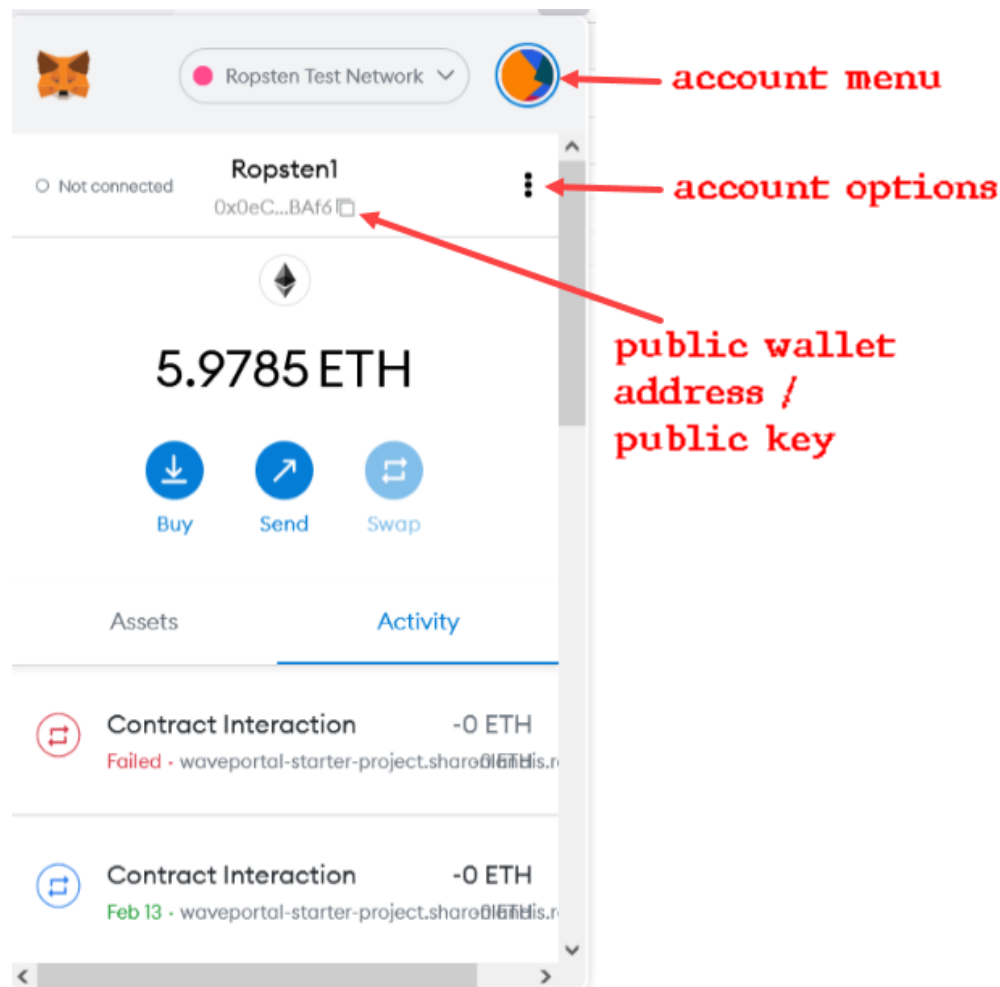 Ropsten Test Network
account menu
Not connected
Ropsten1
account options
0x0eC...BAf6
public wallet
address /
public key
5.9785 ETH
Buy Send Swap
Assets Activity
Contract Interaction -0 ETH
Failed · waveportal-starter-project.
Contract Interaction -0 ETH
Feb 13 · waveportal-starter-project.